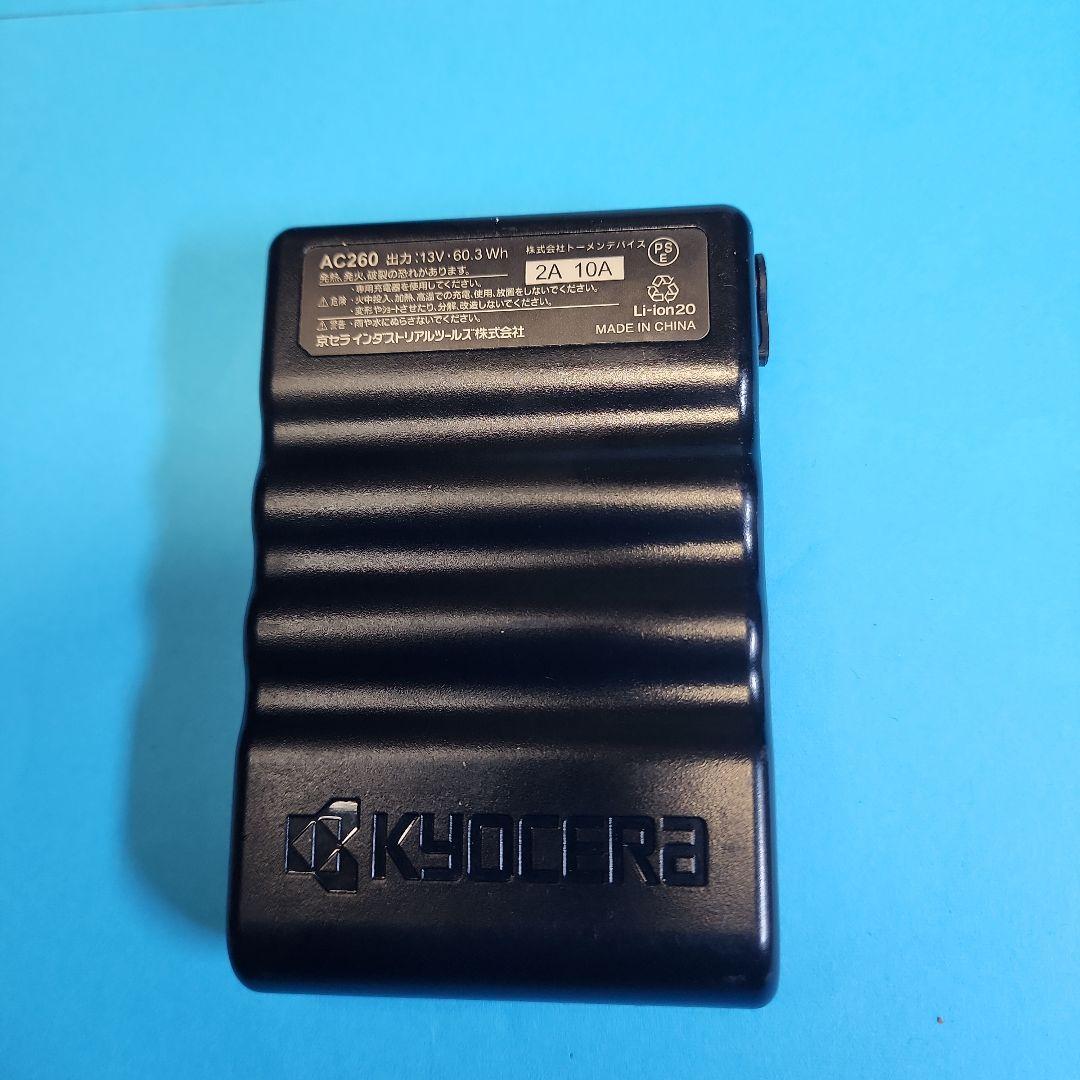 AC260 出力:13V・60.3Wh
株式会社トーメンデバイス
PS
E
発熱、発火、破裂の恐れがあります。
2A 10A
、専用充電器を使用してください。
⚠危険・火中投入、加熱、高温での充電、使用、放置をしないでください。
変形やショートさせたり、分解、改造しないでください。
Li-ion20
⚠警告・雨や水にぬらさないでください。
MADE IN CHINA
京セラインダストリアルツールズ株式会社
KYOCERA